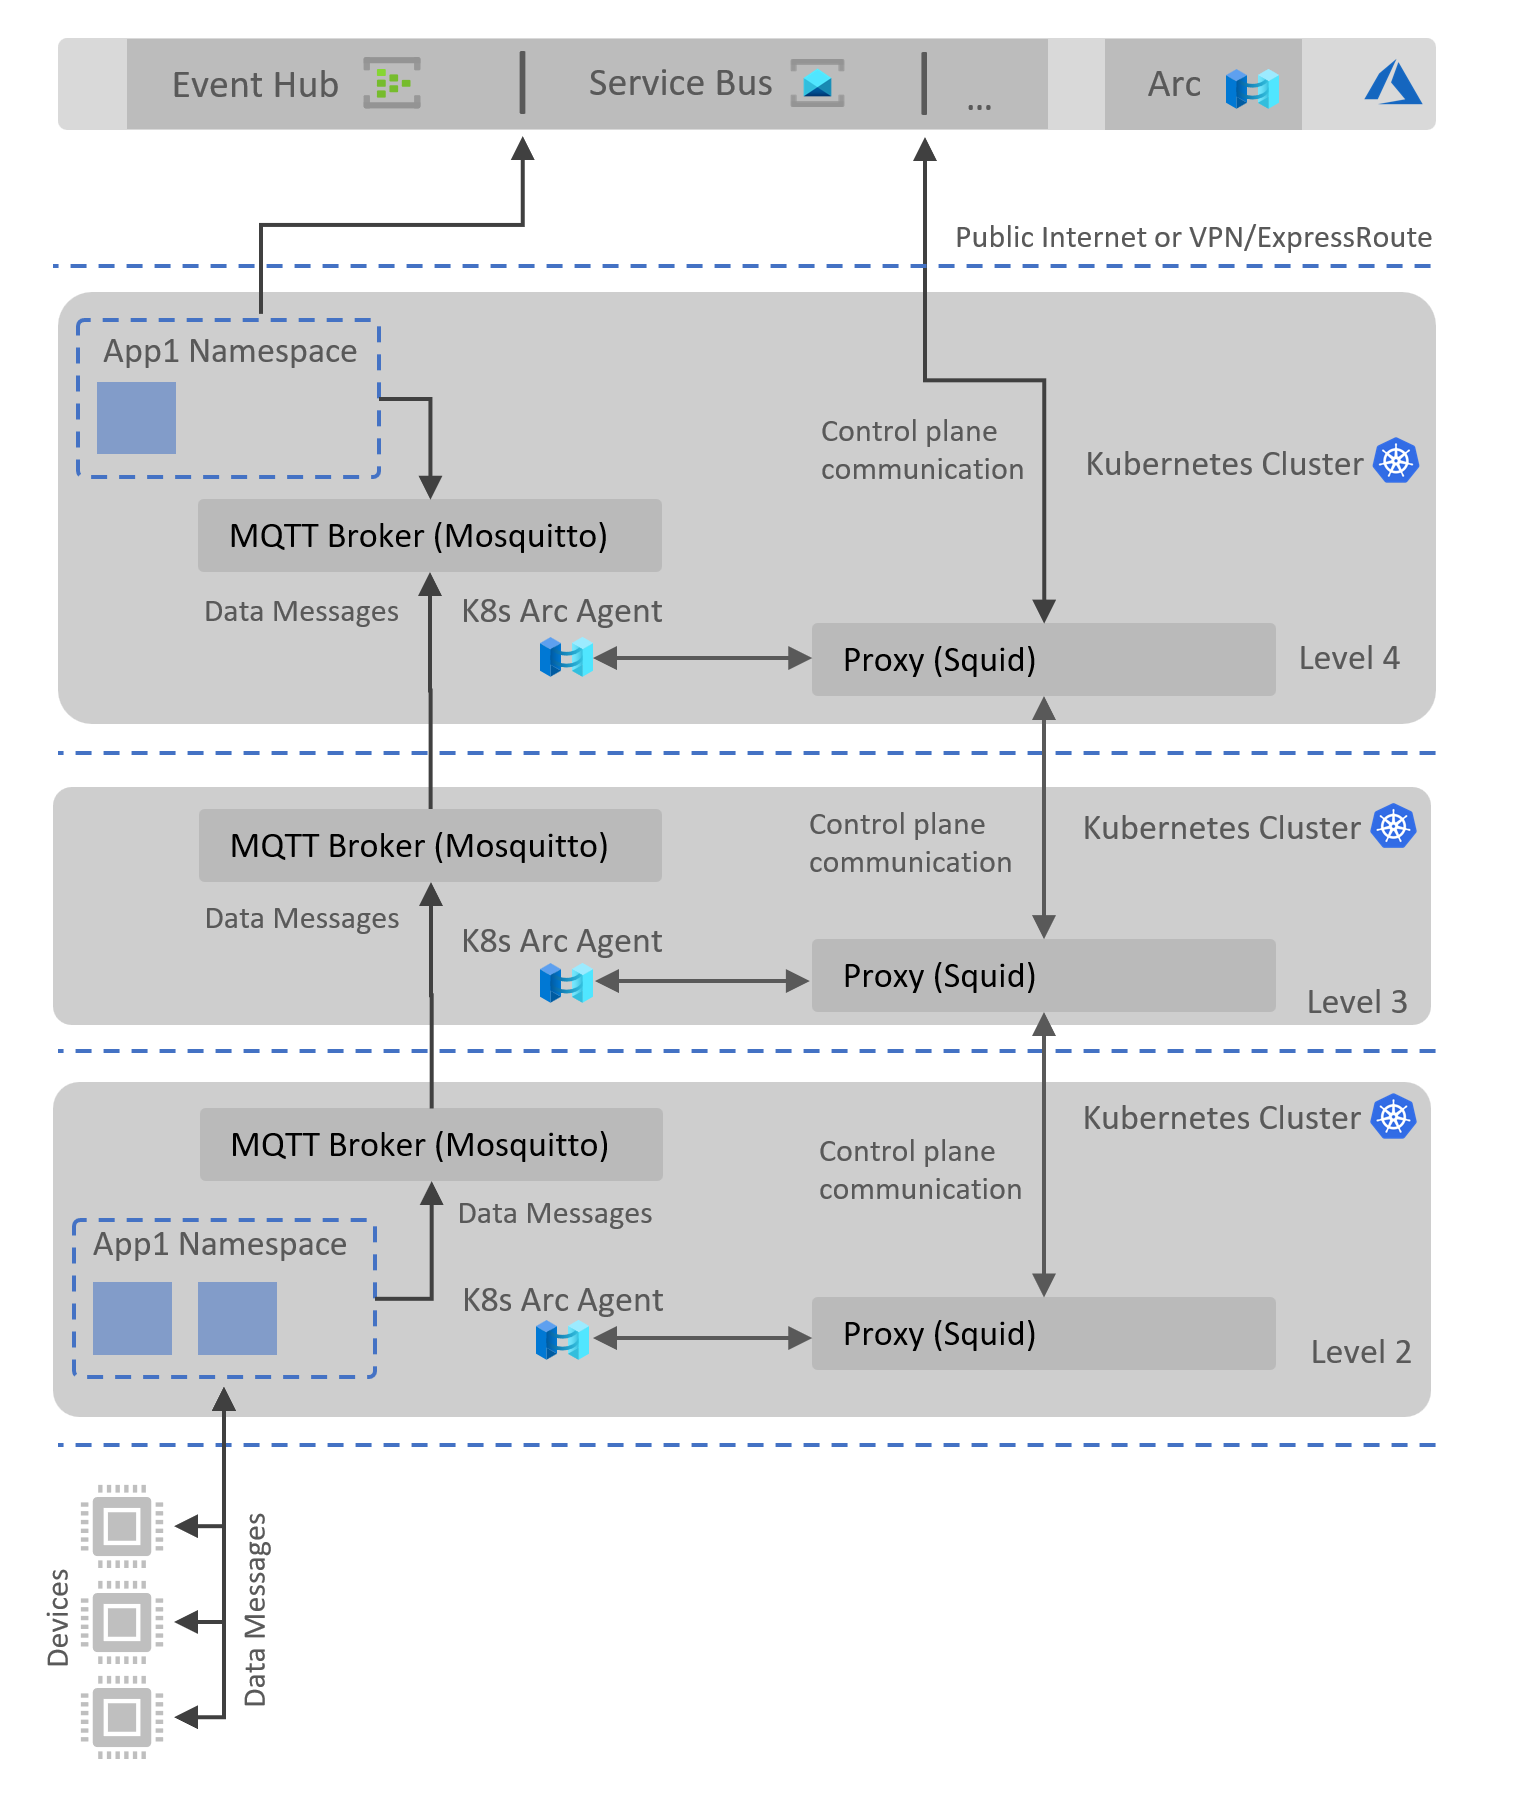 Event Hub
Service Bus
...
Arc
Public Internet or VPN/ExpressRoute
App1 Namespace
Control plane
communication
Kubernetes Cluster
MQTT Broker (Mosquitto)
Data Messages
K8s Arc Agent
Proxy (Squid)
Level 4
MQTT Broker (Mosquitto)
Control plane
communication
Kubernetes Cluster
Data Messages
K8s Arc Agent
Proxy (Squid)
Level 3
MQTT Broker (Mosquitto)
Control plane
communication
Kubernetes Cluster
Data Messages
App1 Namespace
K8s Arc Agent
Proxy (Squid)
Level 2
Devices
Data Messages